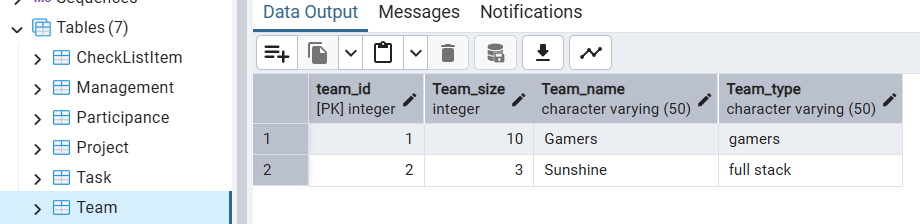 Tables (7)
CheckListItem
Management
Participance
Project
Task
Team
Data Output Messages Notifications
team_id Team_size Team_name Team_type
[PK] integer integer character varying (50) character varying (50)
1 1 10 Gamers gamers
2 2 3 Sunshine full stack